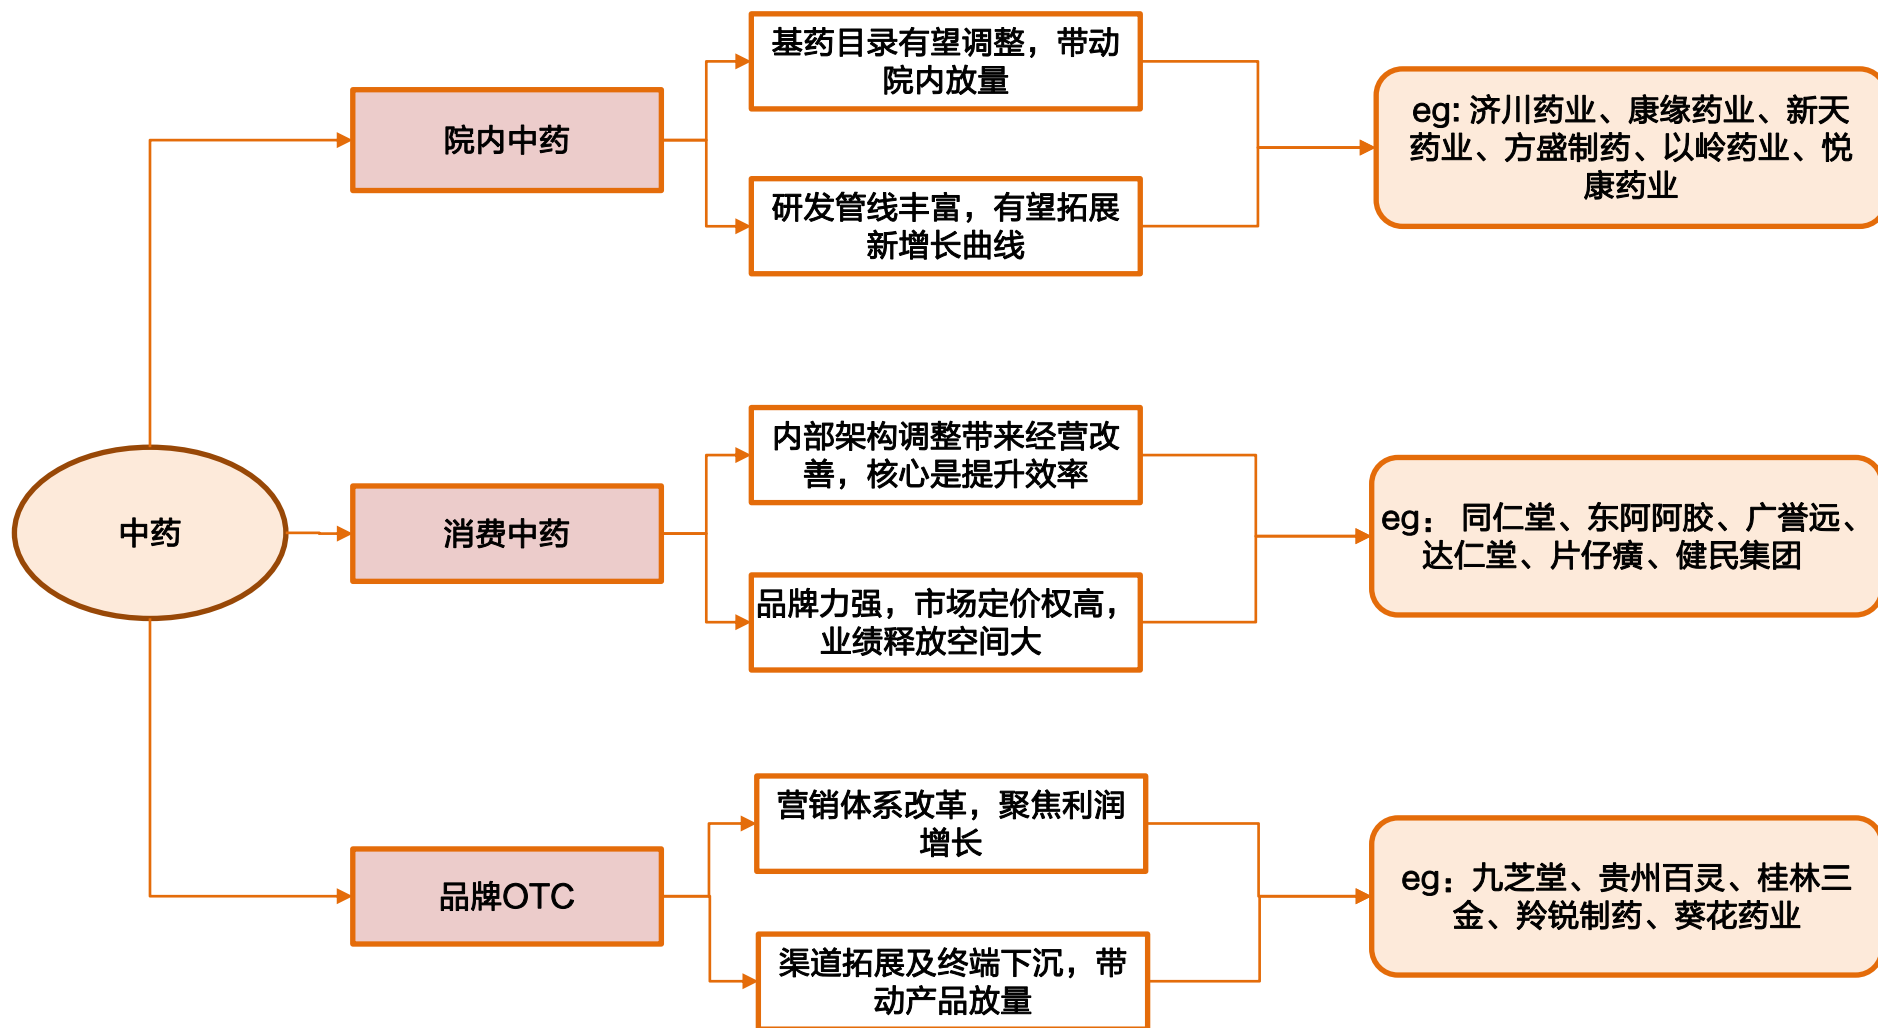 基药目录有望调整，带动
院内放量
院内中药
研发管线丰富，有望拓展
新增长曲线
eg: 济川药业、康缘药业、新天
药业、方盛制药、以岭药业、悦
康药业
中药
内部架构调整带来经营改
善，核心是提升效率
消费中药
品牌力强，市场定价权高，
业绩释放空间大
eg： 同仁堂、东阿阿胶、广誉远、
达仁堂、片仔癀、健民集团
营销体系改革，聚焦利润
增长
品牌OTC
渠道拓展及终端下沉，带
动产品放量
eg：九芝堂、贵州百灵、桂林三
金、羚锐制药、葵花药业